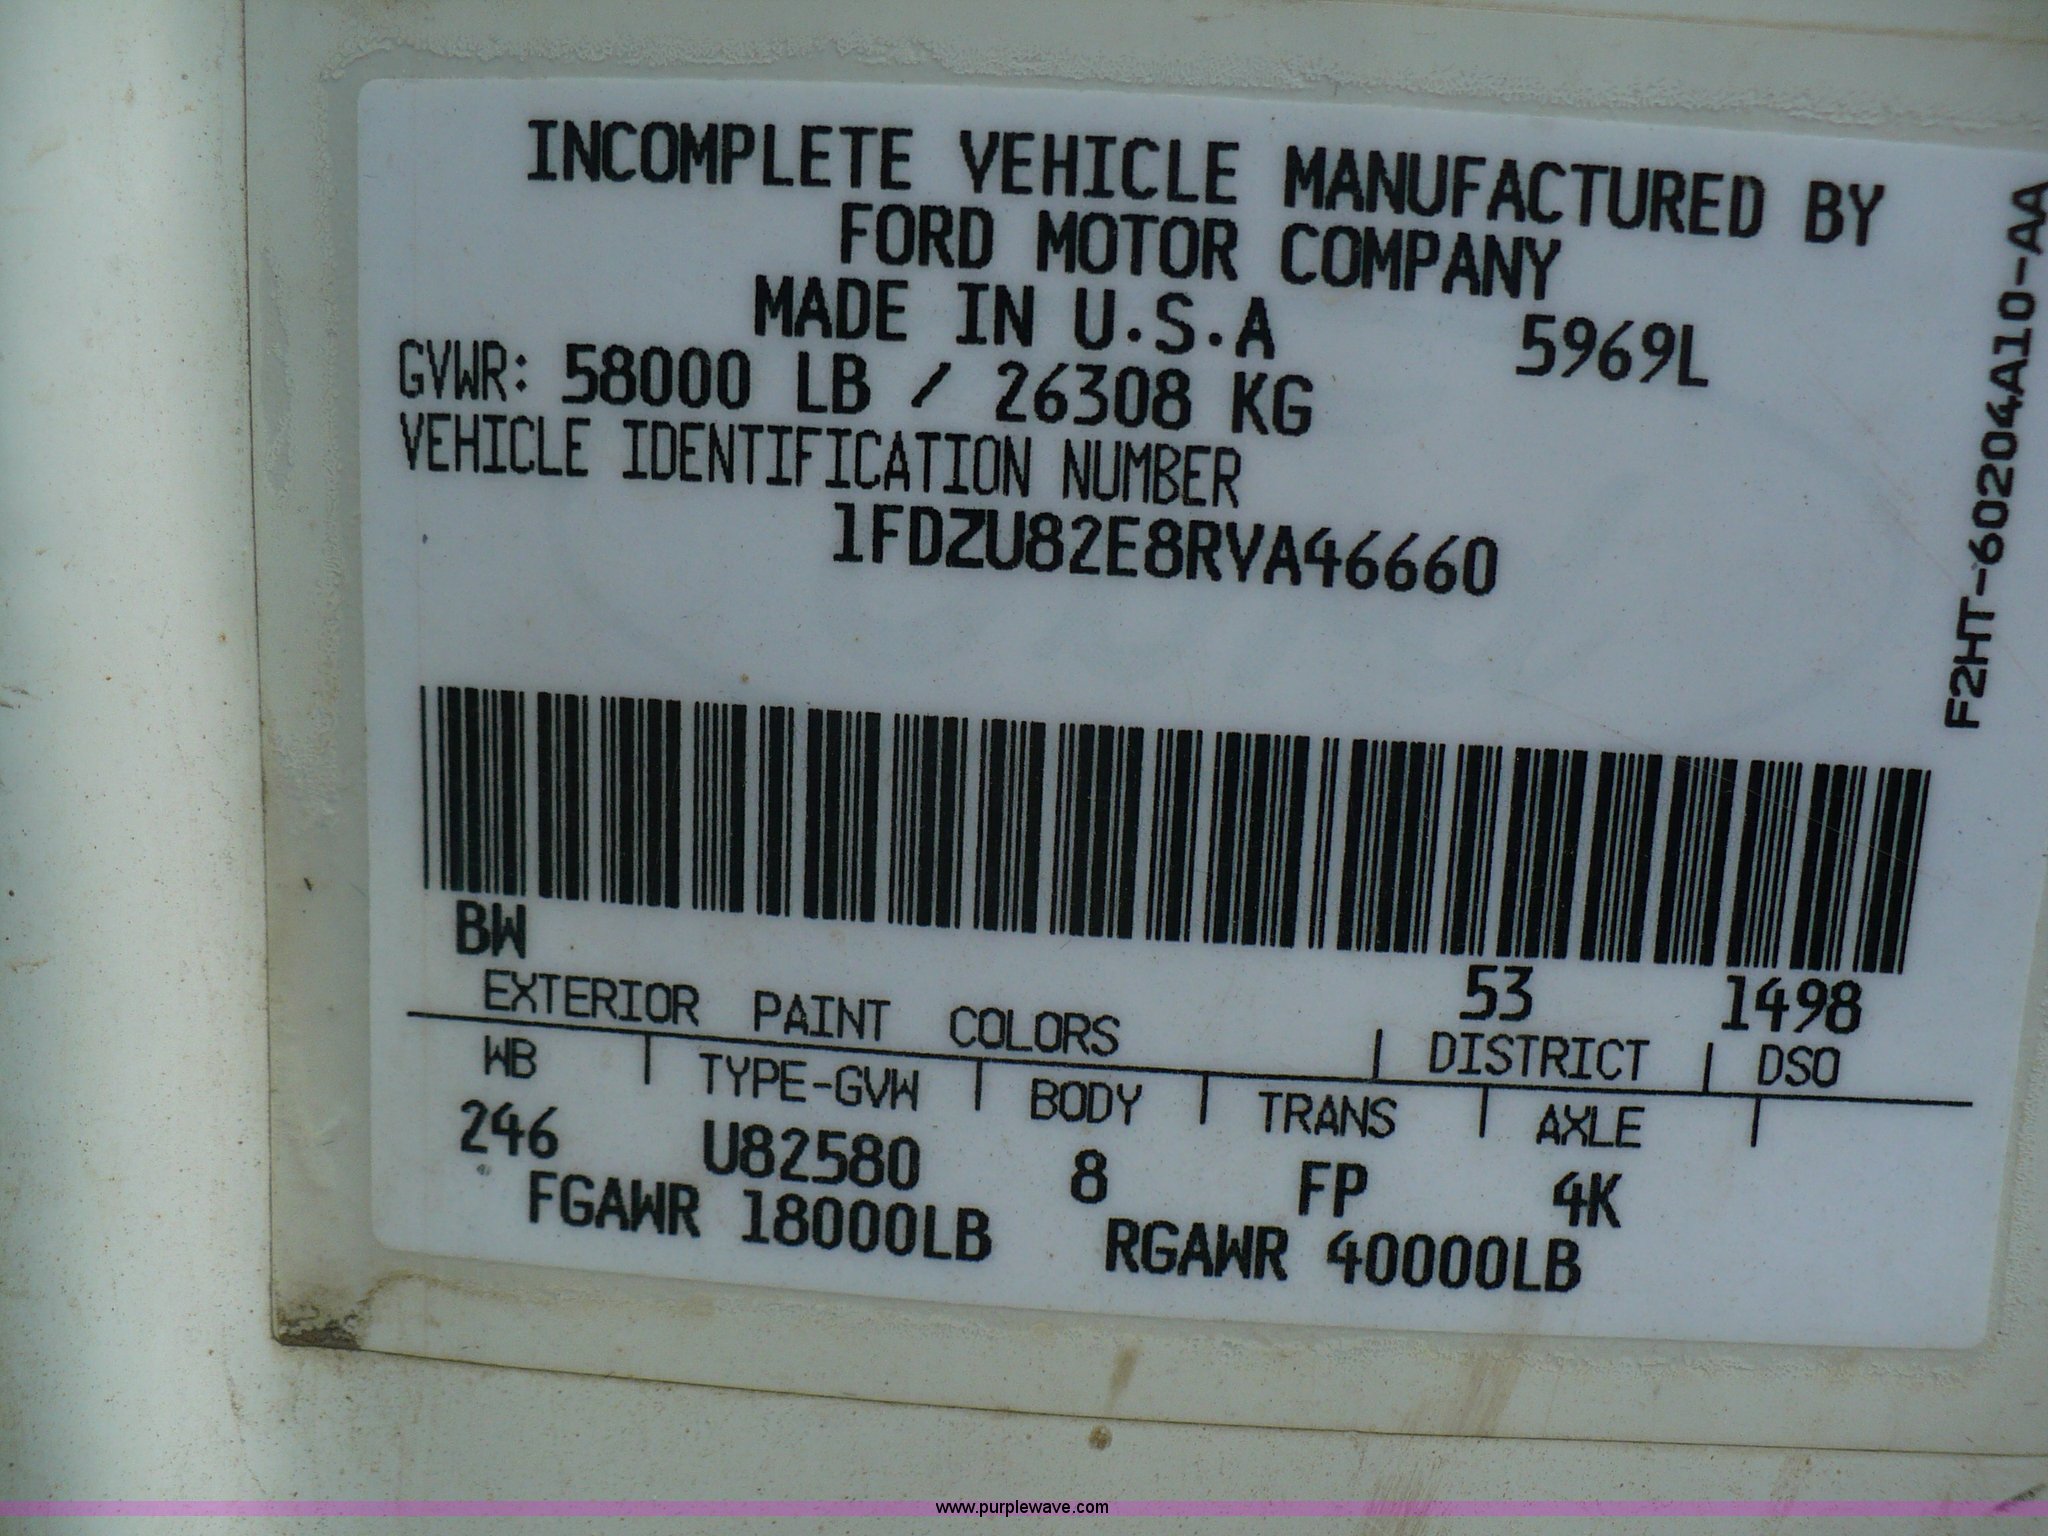 INCOMPLETE VEHICLE MANUFACTURED BY
FORD MOTOR COMPANY
MADE IN U.S.A
5969L
GVWR: 58000 LB / 26308 KG
VEHICLE IDENTIFICATION NUMBER
1FDZU82E8RVA46660
F2HT-60204A10-AA
BW
53 1498
EXTERIOR PAINT COLORS DISTRICT DSO
WB TYPE-GVW BODY TRANS AXLE
246 U82580 8 FP 4K
FGAWR 18000LB RGAWR 40000LB
www.purplewave.com